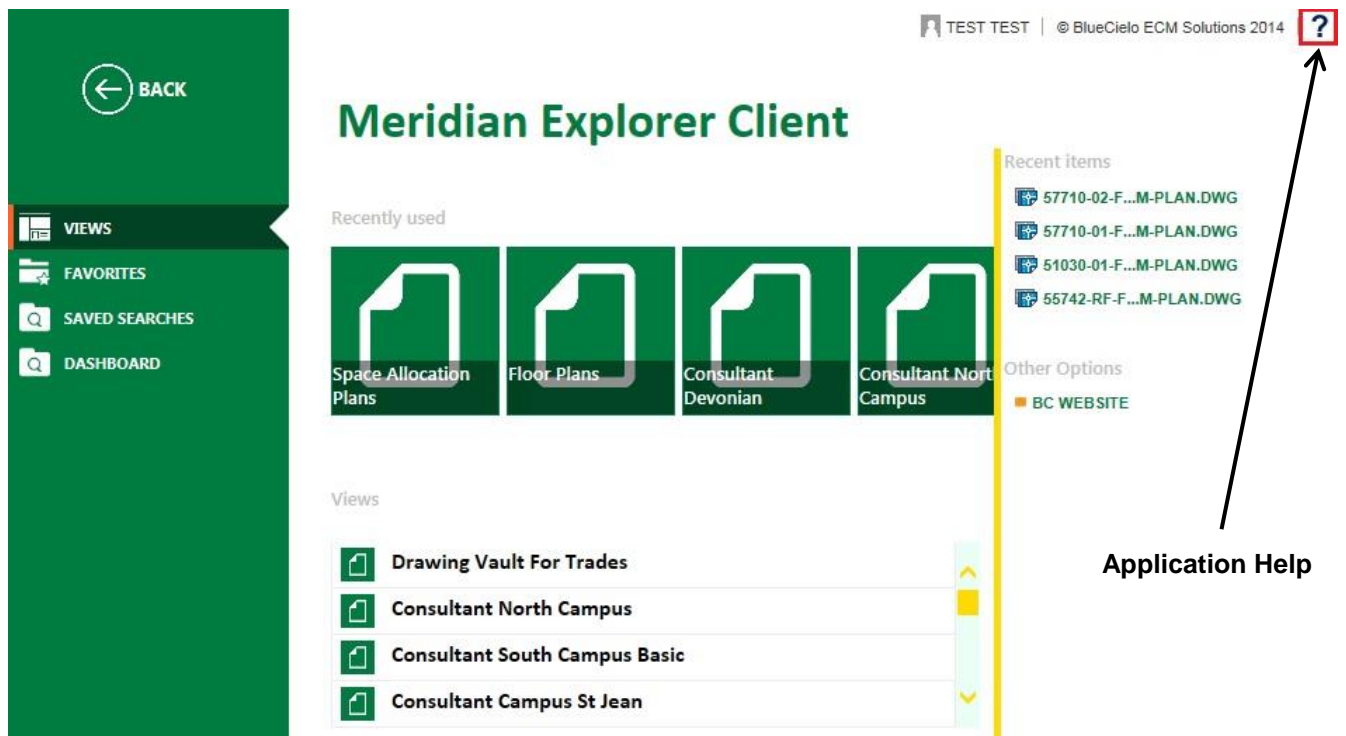 TEST TEST | © BlueCielo ECM Solutions 2014 ?
BACK
Meridian Explorer Client
VIEWS
FAVORITES
SAVED SEARCHES
DASHBOARD
Recently used
Space Allocation
Plans
Floor Plans
Consultant
Devonian
Consultant Nort
Campus
Views
Drawing Vault For Trades
Consultant North Campus
Consultant South Campus Basic
Consultant Campus St Jean
Recent items
57710-02-F...M-PLAN.DWG
57710-01-F...M-PLAN.DWG
51030-01-F...M-PLAN.DWG
55742-RF-F...M-PLAN.DWG
Other Options
BC WEBSITE
Application Help